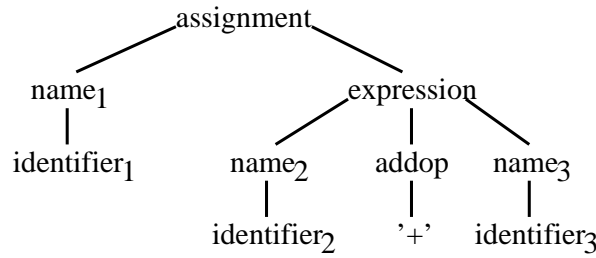 assignment
name1 expression
identifier1 name2 addop name3
identifier2 '+' identifier3